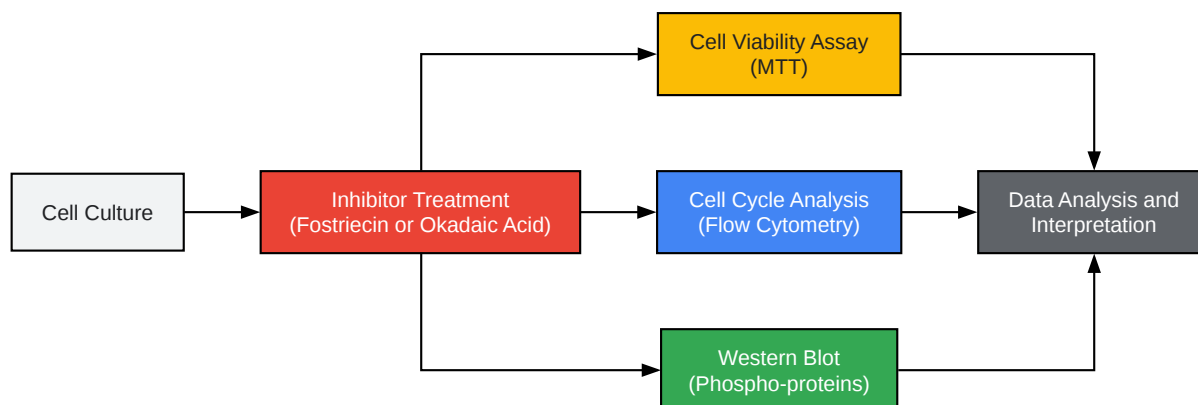 Cell Culture
Inhibitor Treatment
(Fostriecin or Okadaic Acid)
Cell Viability Assay
(MTT)
Cell Cycle Analysis
(Flow Cytometry)
Western Blot
(Phospho-proteins)
Data Analysis and
Interpretation